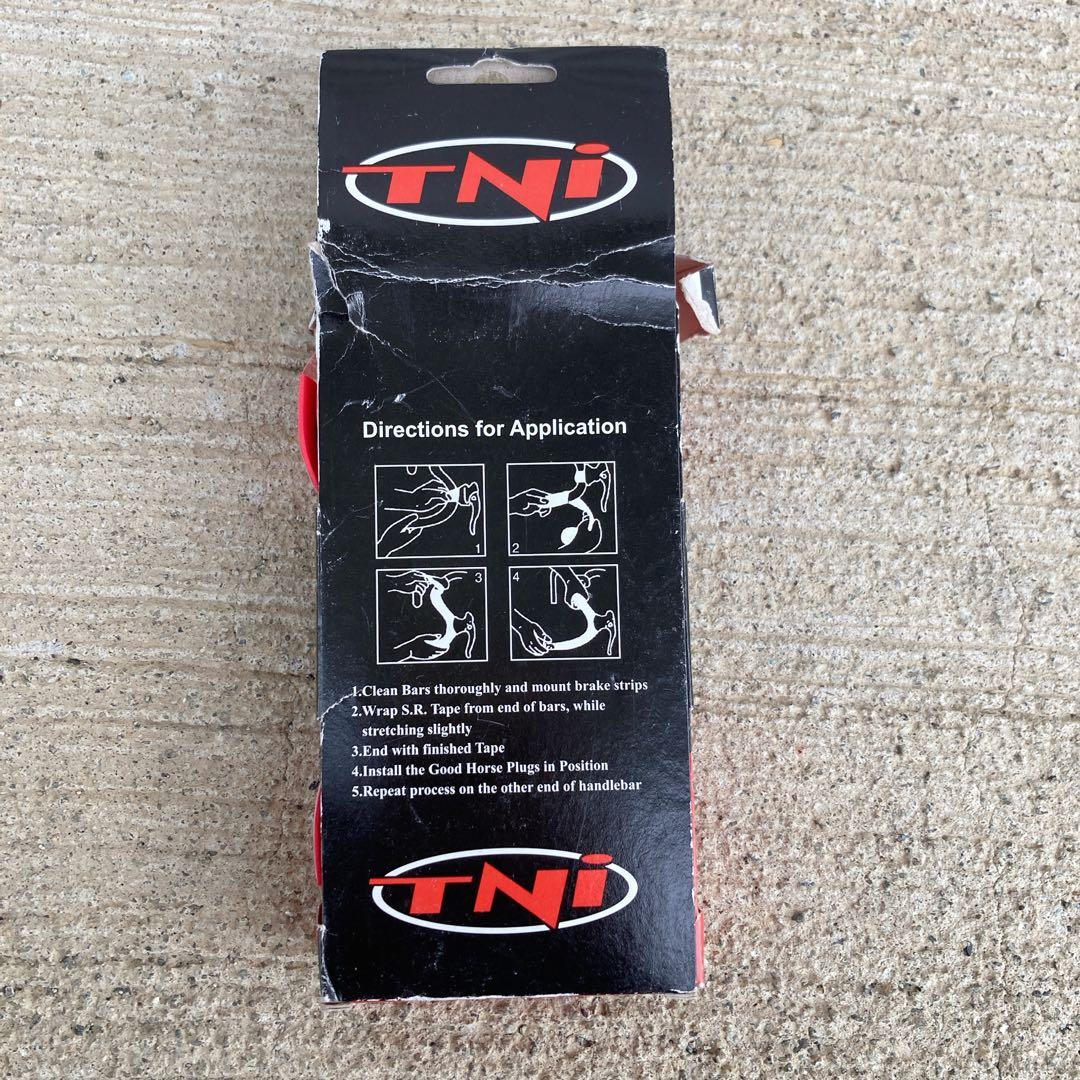 TNi
Directions for Application
1
2
3
4
1.Clean Bars thoroughly and mount brake strips
2.Wrap S.R. Tape from end of bars, while
stretching slightly
3.End with finished Tape
4.Install the Good Horse Plugs in Position
5.Repeat process on the other end of handlebar
TNi